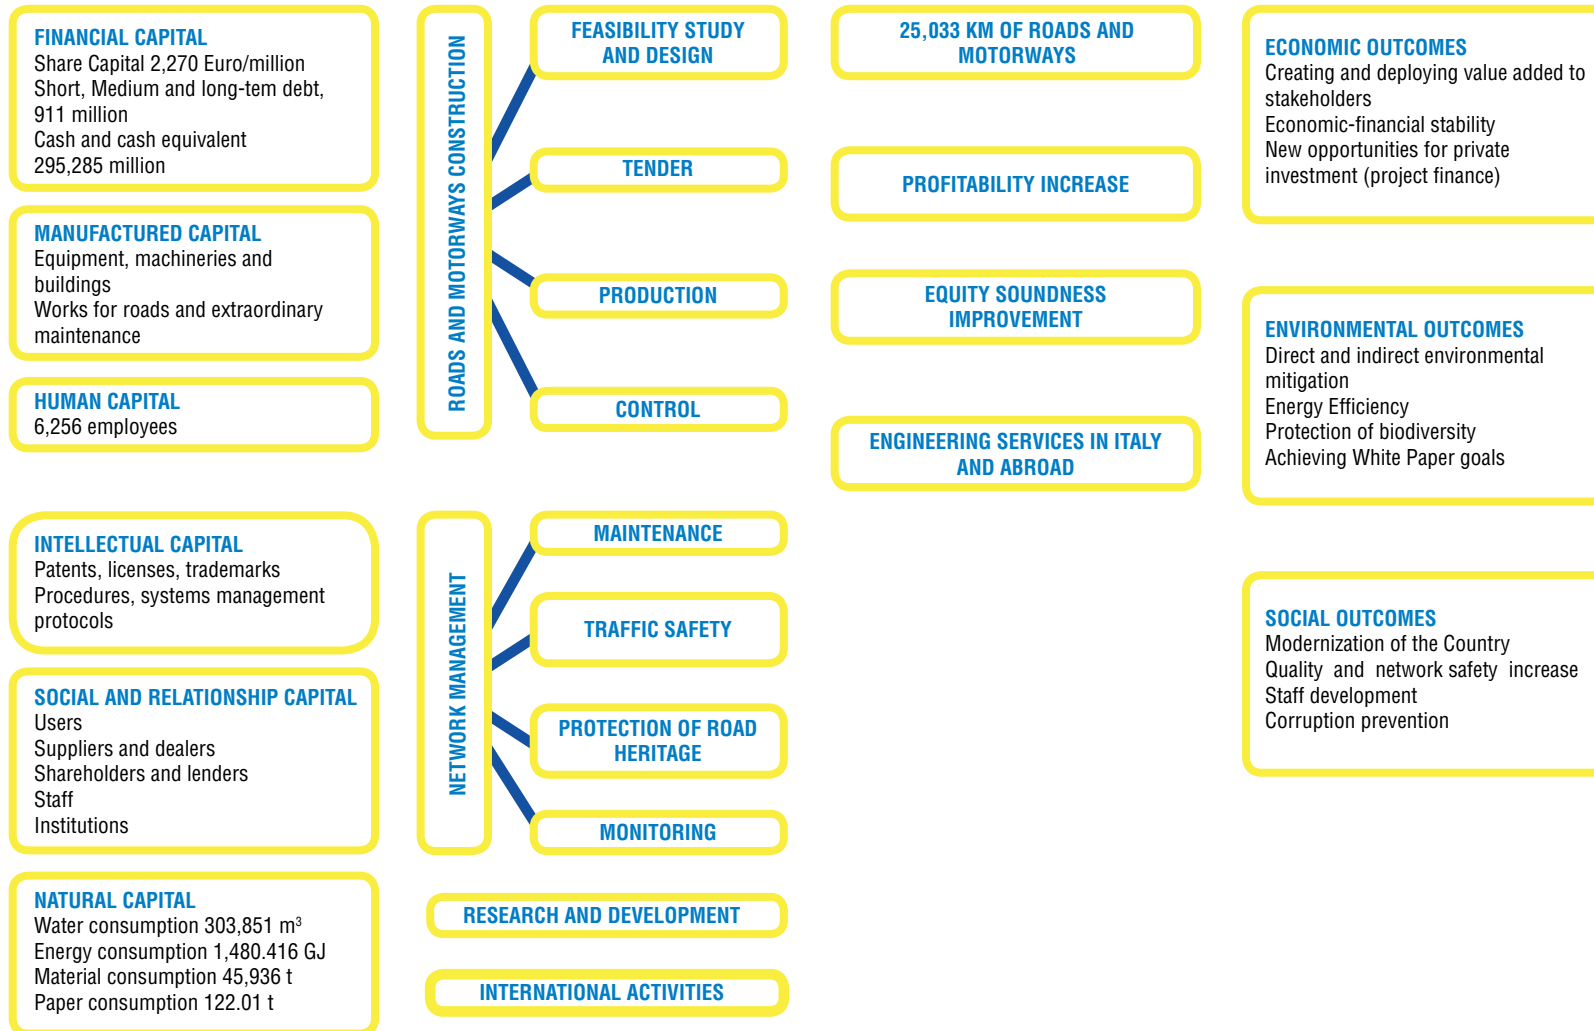 FINANCIAL CAPITAL
Share Capital 2,270 Euro/million
Short, Medium and long-tem debt,
911 million
Cash and cash equivalent
295,285 million
MANUFACTURED CAPITAL
Equipment, machineries and
buildings
Works for roads and extraordinary
maintenance
HUMAN CAPITAL
6,256 employees
INTELLECTUAL CAPITAL
Patents, licenses, trademarks
Procedures, systems management
protocols
SOCIAL AND RELATIONSHIP CAPITAL
Users
Suppliers and dealers
Shareholders and lenders
Staff
Institutions
NATURAL CAPITAL
Water consumption 303,851 m³
Energy consumption 1,480.416 GJ
Material consumption 45,936 t
Paper consumption 122.01 t
ROADS AND MOTORWAYS CONSTRUCTION
FEASIBILITY STUDY
AND DESIGN
TENDER
PRODUCTION
CONTROL
NETWORK MANAGEMENT
MAINTENANCE
TRAFFIC SAFETY
PROTECTION OF ROAD
HERITAGE
MONITORING
RESEARCH AND DEVELOPMENT
INTERNATIONAL ACTIVITIES
25,033 KM OF ROADS AND
MOTORWAYS
PROFITABILITY INCREASE
EQUITY SOUNDNESS
IMPROVEMENT
ENGINEERING SERVICES IN ITALY
AND ABROAD
ECONOMIC OUTCOMES
Creating and deploying value added to
stakeholders
Economic-financial stability
New opportunities for private
investment (project finance)
ENVIRONMENTAL OUTCOMES
Direct and indirect environmental
mitigation
Energy Efficiency
Protection of biodiversity
Achieving White Paper goals
SOCIAL OUTCOMES
Modernization of the Country
Quality and network safety increase
Staff development
Corruption prevention